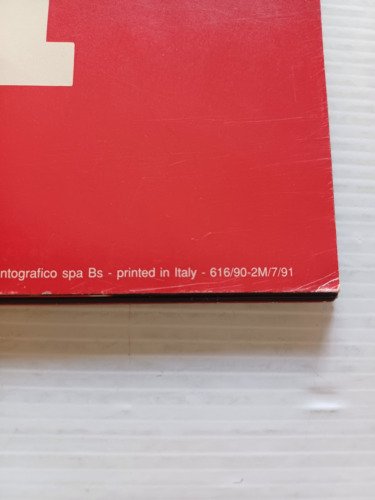 ntografico spa Bs - printed in Italy - 616/90-2M/7/91